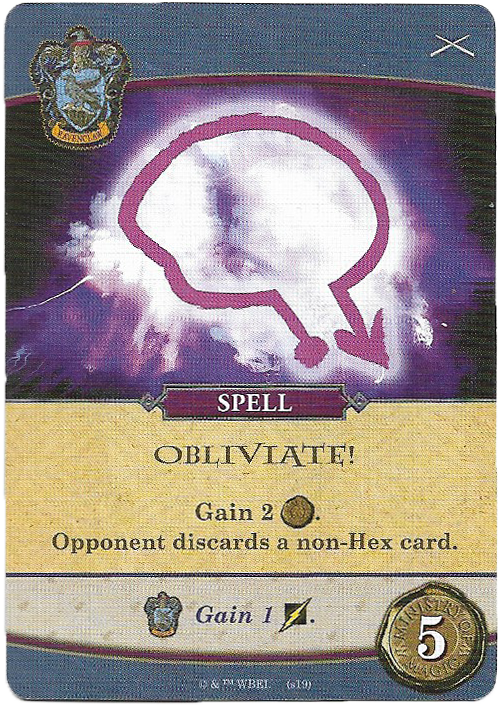 RAVENCLAW
SPELL
OBLIVIATE!
Gain 2 .
Opponent discards a non-Hex card.
Gain 1 .
MINISTRY OF
MAGIC
5
© & ™ WBEI. (s19)